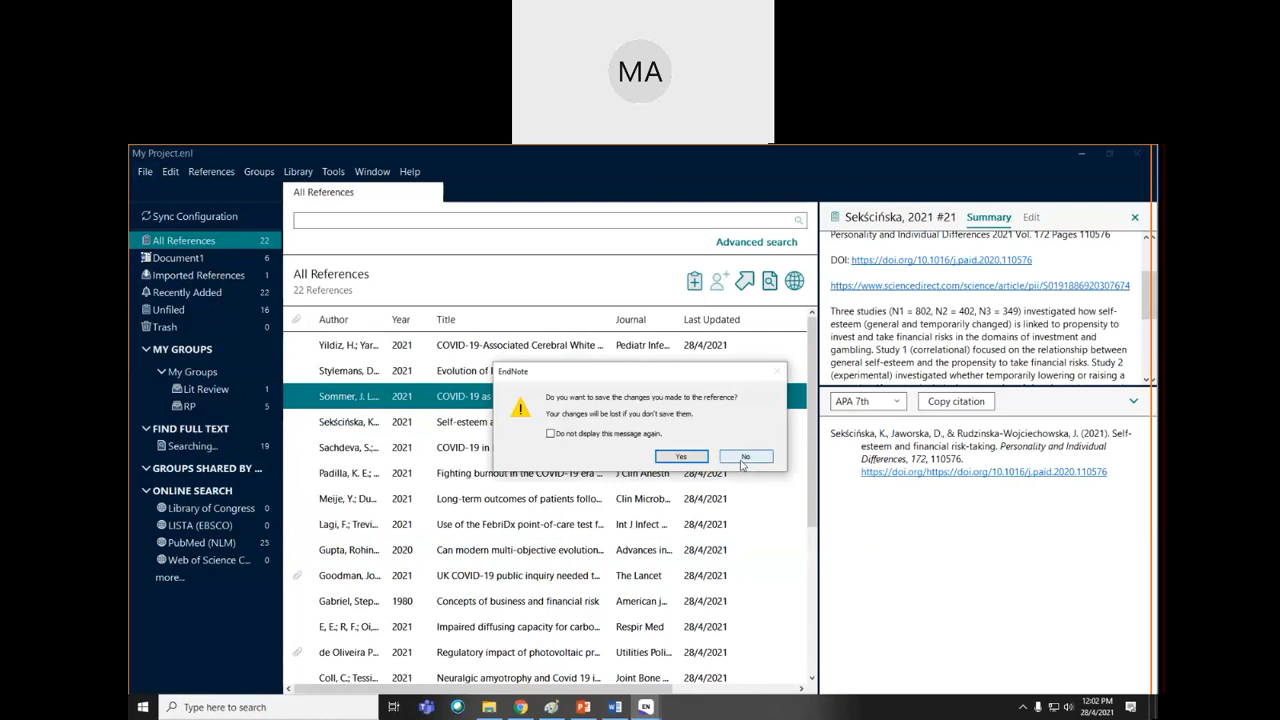 MA
My Project.enl
File Edit References Groups Library Tools Window Help
All References
Sync Configuration
All References 22
Document1 6
Imported References 1
Recently Added 22
Unfiled 16
Trash 0
MY GROUPS
My Groups
Lit Review 1
RP 5
FIND FULL TEXT
Searching... 19
GROUPS SHARED BY ...
ONLINE SEARCH
Library of Congress 0
LISTA (EBSCO) 0
PubMed (NLM) 25
Web of Science C... 0
more...
Advanced search
All References
22 References
Author Year Title Journal Last Updated
Yildiz, H.; Yar... 2021 COVID-19-Associated Cerebral White ... Pediatr Infe... 28/4/2021
Stylemans, D... 2021 Evolution of
Sommer, J. L... 2021 COVID-19 as
Sekścińska, K... 2021 Self-esteem a
Sachdeva, S.; ... 2021 COVID-19 in
Padilla, K. E.; ... 2021 Fighting burnout in the COVID-19 era ... J Clin Anesth 28/4/2021
Meije, Y.; Du... 2021 Long-term outcomes of patients follo... Clin Microb... 28/4/2021
Lagi, F.; Trevi... 2021 Use of the FebriDx point-of-care test f... Int J Infect ... 28/4/2021
Gupta, Rohin... 2020 Can modern multi-objective evolution... Advances in... 28/4/2021
Goodman, Jo... 2021 UK COVID-19 public inquiry needed t... The Lancet 28/4/2021
Gabriel, Step... 1980 Concepts of business and financial risk American j... 28/4/2021
E, E.; R, F.; Oi,... 2021 Impaired diffusing capacity for carbo... Respir Med 28/4/2021
de Oliveira P... 2021 Regulatory impact of photovoltaic pr... Utilities Poli... 28/4/2021
Coll, C.; Tessi... 2021 Neuralgic amyotrophy and Covid 19 i... Joint Bone ... 28/4/2021
EndNote
Do you want to save the changes you made to the reference?
Your changes will be lost if you don't save them.
Do not display this message again.
Yes No
Sekścińska, 2021 #21 Summary Edit
Personality and Individual Differences 2021 Vol. 172 Pages 110576
DOI: https://doi.org/10.1016/j.paid.2020.110576
https://www.sciencedirect.com/science/article/pii/S0191886920307674
Three studies (N1 = 802, N2 = 402, N3 = 349) investigated how self-
esteem (general and temporarily changed) is linked to propensity to
invest and take financial risks in the domains of investment and
gambling. Study 1 (correlational) focused on the relationship between
general self-esteem and the propensity to take financial risks. Study 2
(experimental) investigated whether temporarily lowering or raising a
APA 7th Copy citation
Sekścińska, K., Jaworska, D., & Rudzinska-Wojciechowska, J. (2021). Self-
esteem and financial risk-taking. Personality and Individual
Differences, 172, 110576.
https://doi.org/https://doi.org/10.1016/j.paid.2020.110576
Type here to search
EN
12:02 PM
28/4/2021